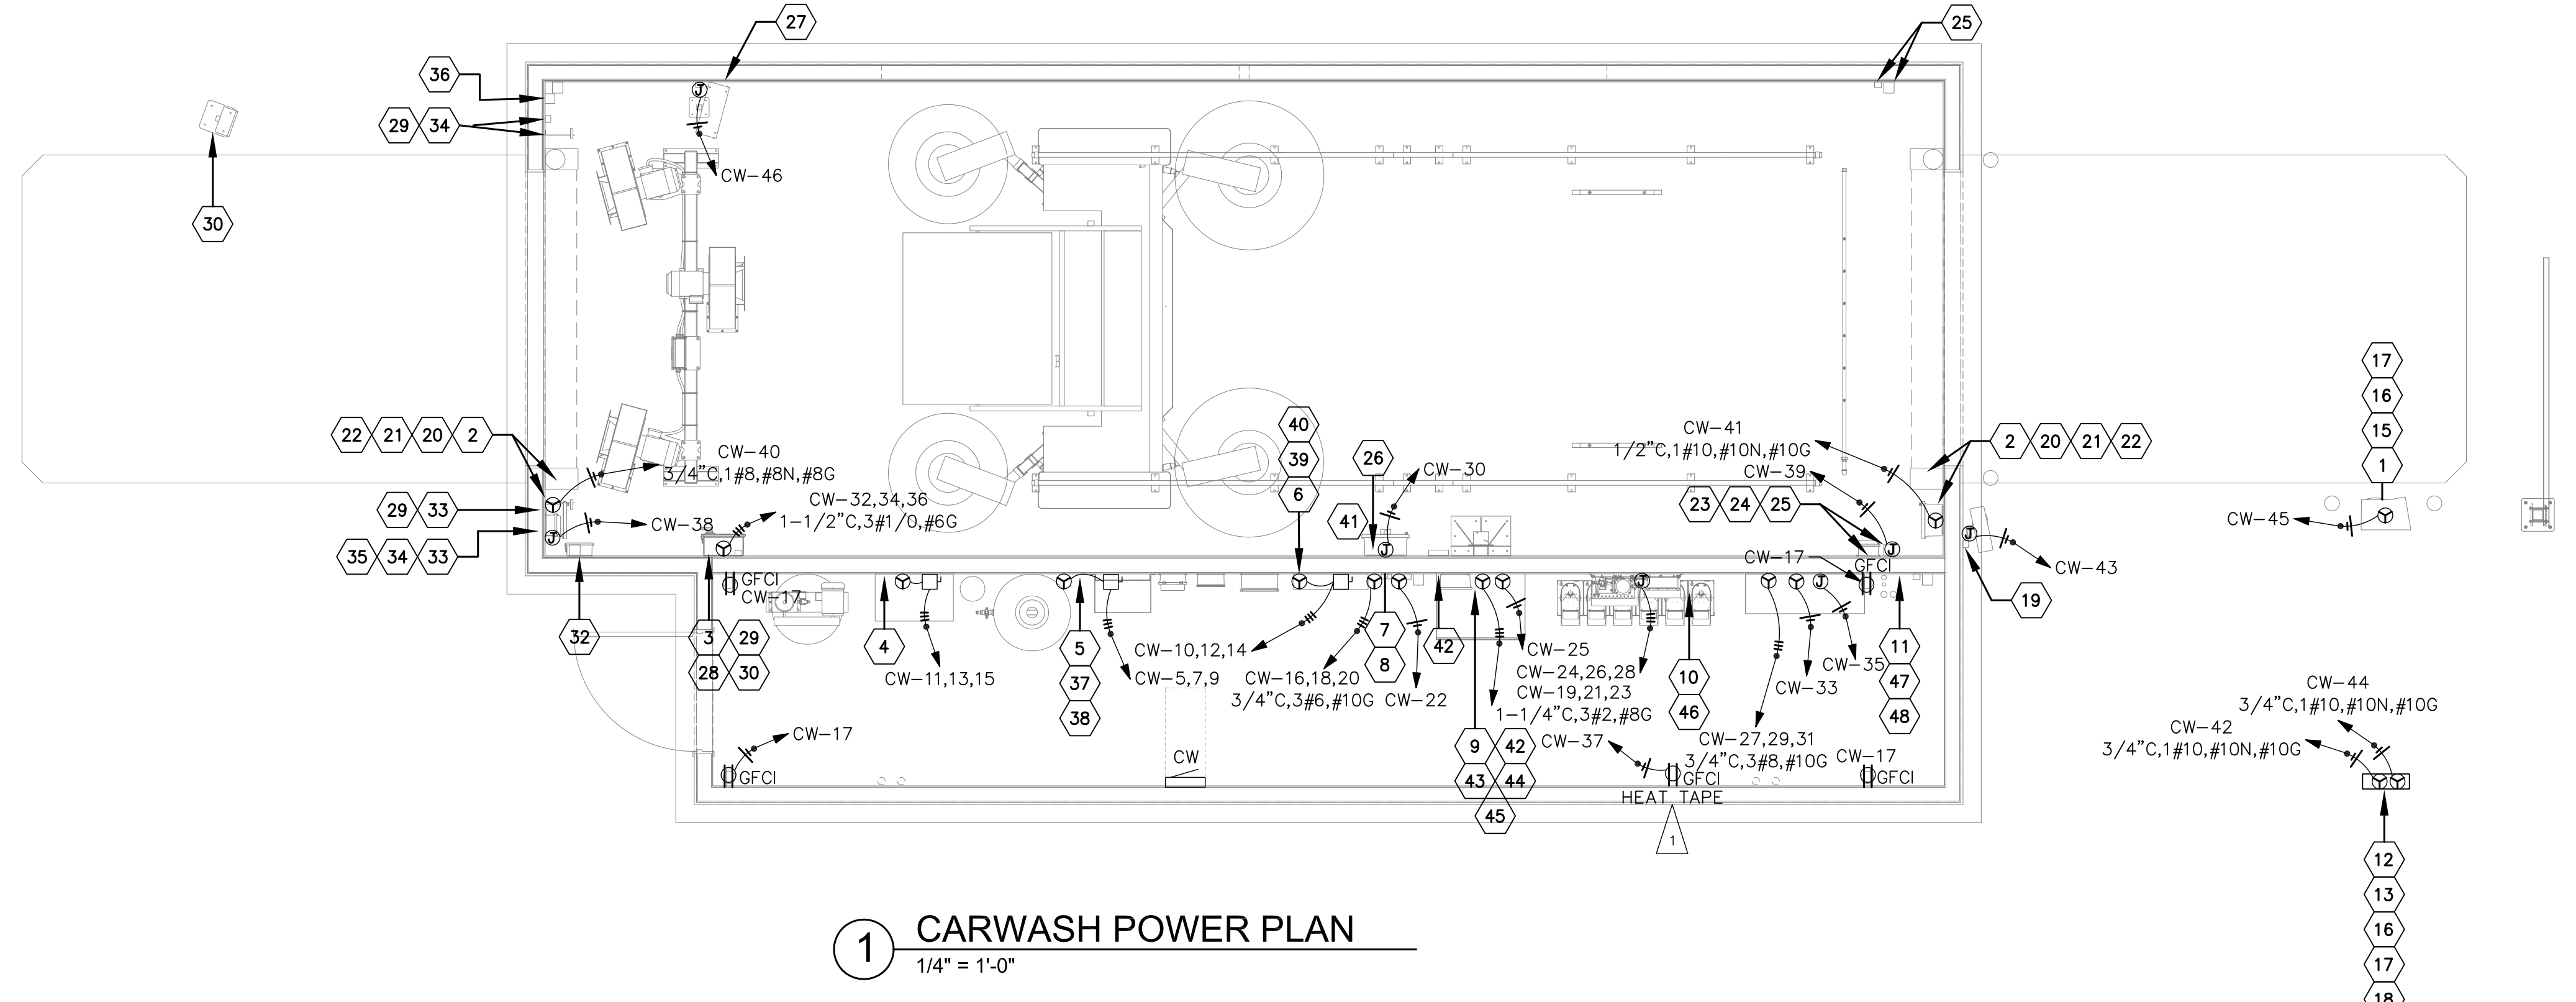 27
25
36
29 34
30
CW-46
17
16
15
1
40
39
6
26
41
CW-30
CW-41
1/2"C,1#10,#10N,#10G
CW-39
23 24 25
2 20 21 22
22 21 20 2
CW-40
3/4"C,1#8,#8N,#8G
CW-32,34,36
1-1/2"C,3#1/0,#6G
29 33
CW-38
35 34 33
J
J
J
J
J
J
J
CW-45
CW-17
GFCI
CW-43
19
GFCI
CW-17
32
3 29
28 30
4
CW-11,13,15
5
37
38
CW-5,7,9
CW-10,12,14
CW-16,18,20
3/4"C,3#6,#10G
7
8
CW-22
42
CW-25
CW-24,26,28
CW-19,21,23
1-1/4"C,3#2,#8G
10
46
CW-33
CW-35
11
47
48
CW-17
GFCI
CW
9 42
43 44
45
CW-37
CW-27,29,31
3/4"C,3#8,#10G
GFCI
HEAT TAPE
1
CW-17
GFCI
CW-44
3/4"C,1#10,#10N,#10G
CW-42
3/4"C,1#10,#10N,#10G
12
13
16
17
18
1 CARWASH POWER PLAN
1/4" = 1'-0"